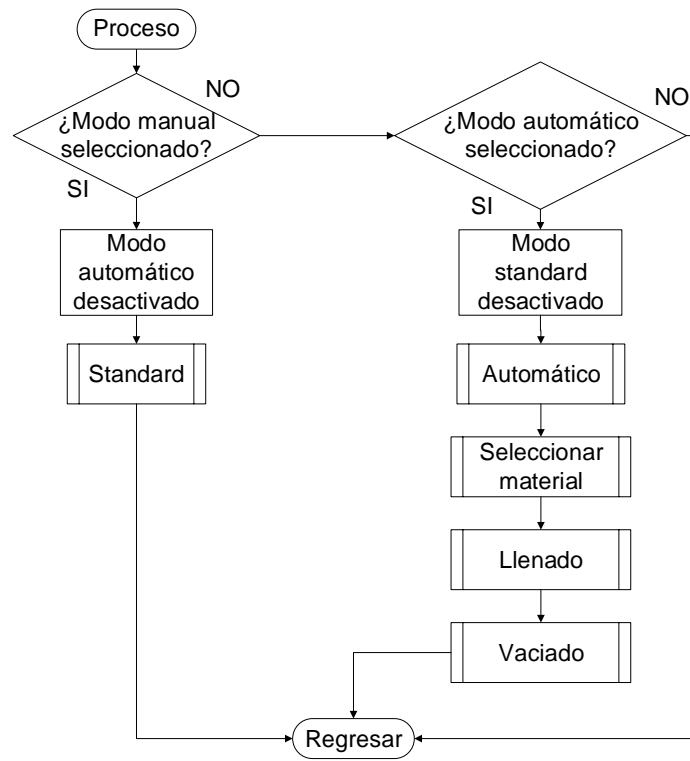 Proceso
¿Modo manual
seleccionado?
NO
SI
Modo
automático
desactivado
Standard
¿Modo automático
seleccionado?
NO
SI
Modo
standard
desactivado
Automático
Seleccionar
material
Llenado
Vaciado
Regresar